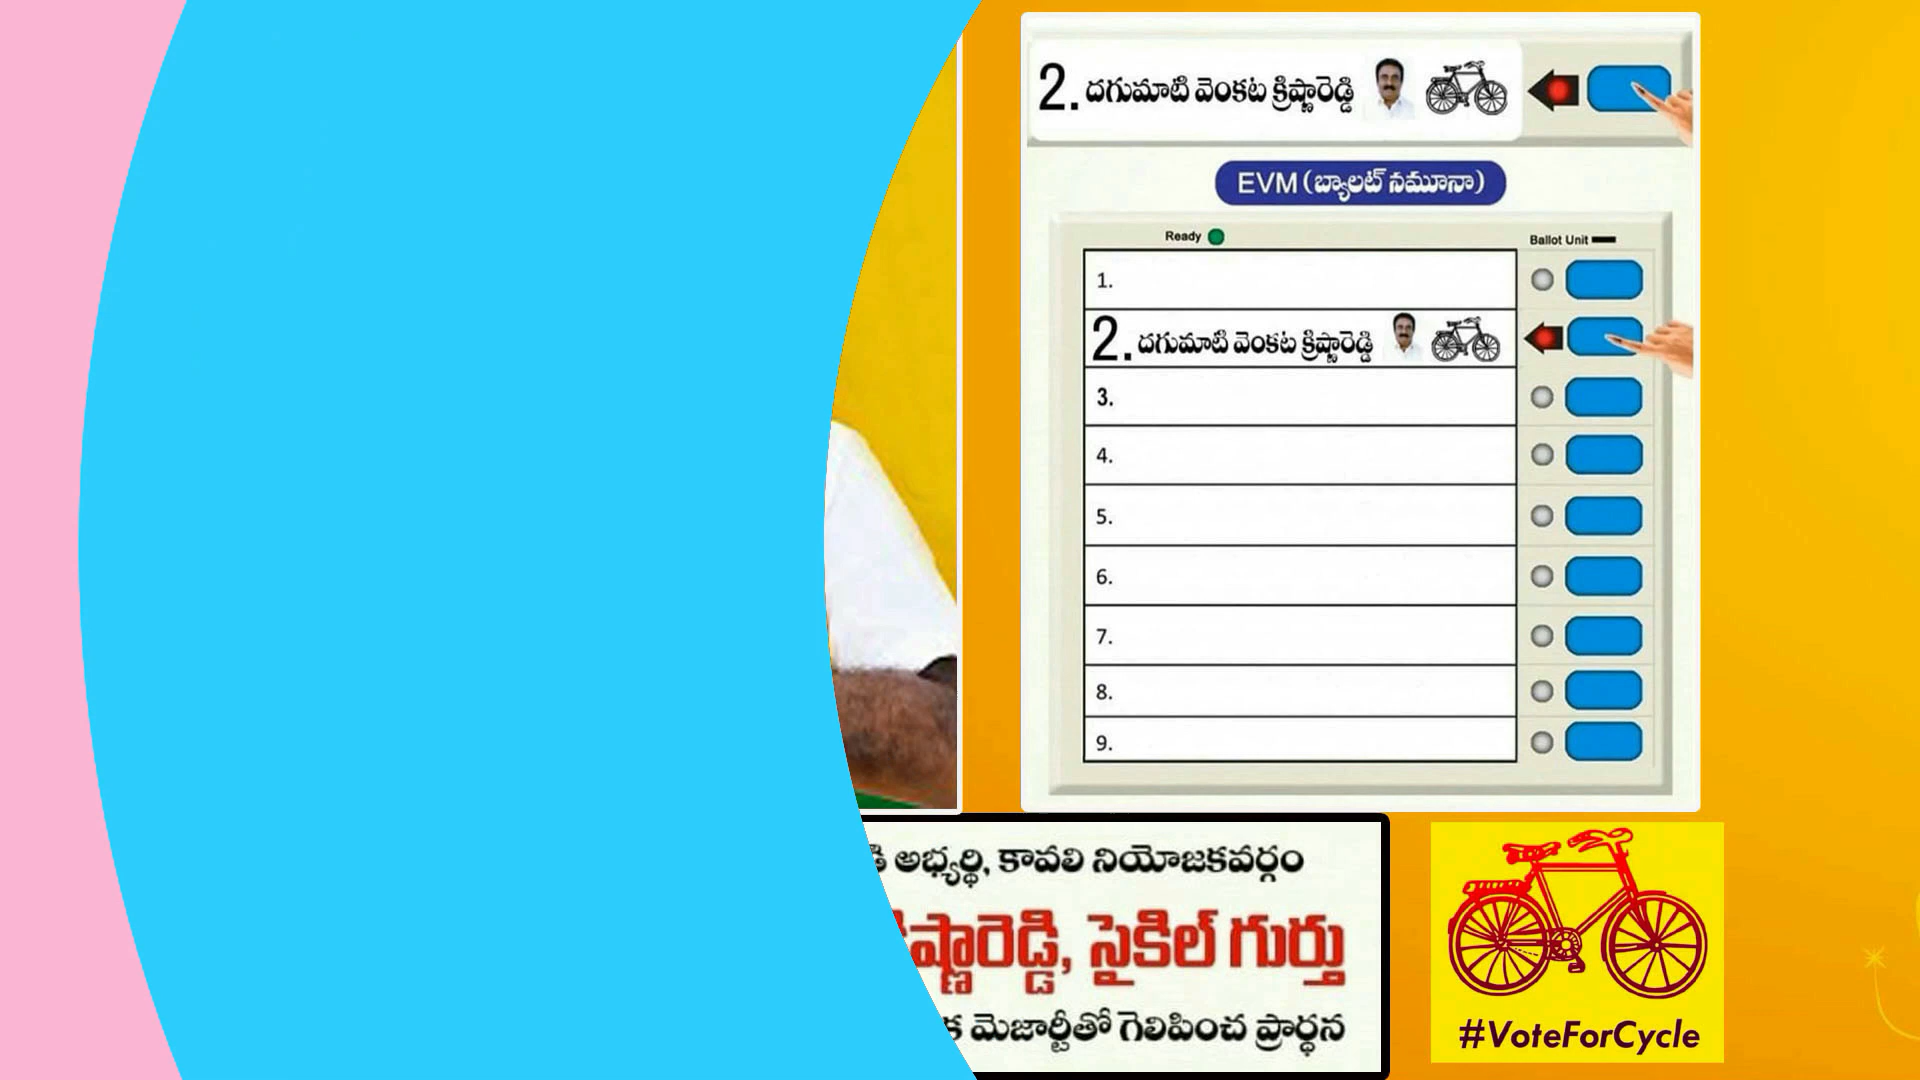 2. దగుమాటి వెంకట క్రిష్ణారెడ్డి
EVM (బ్యాలట్ నమూనా)
Ready
Ballot Unit
1.
2. దగుమాటి వెంకట క్రిష్ణారెడ్డి
3.
4.
5.
6.
7.
8.
9.
అభ్యర్థి, కావలి నియోజకవర్గం
సైకిల్ గుర్తు
మెజార్టీతో గెలిపించ ప్రార్థన
#VoteForCycle